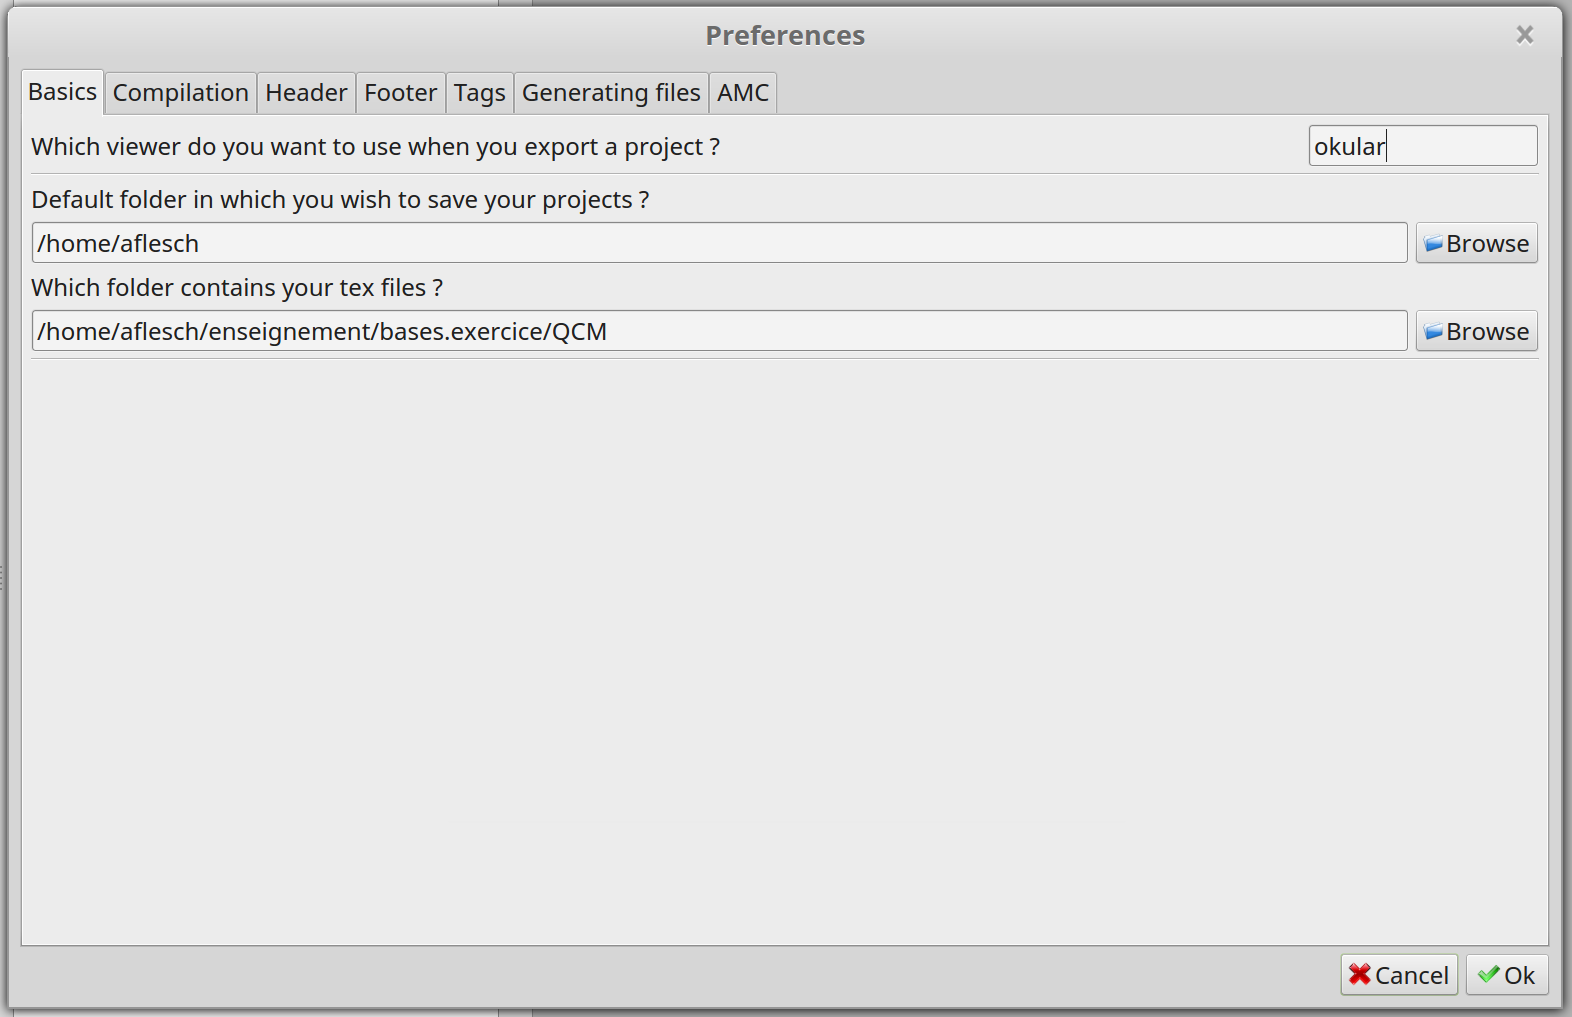 Preferences
Basics Compilation Header Footer Tags Generating files AMC
Which viewer do you want to use when you export a project ? okular
Default folder in which you wish to save your projects ?
/home/aflesch Browse
Which folder contains your tex files ?
/home/aflesch/enseignement/bases.exercice/QCM Browse
Cancel Ok